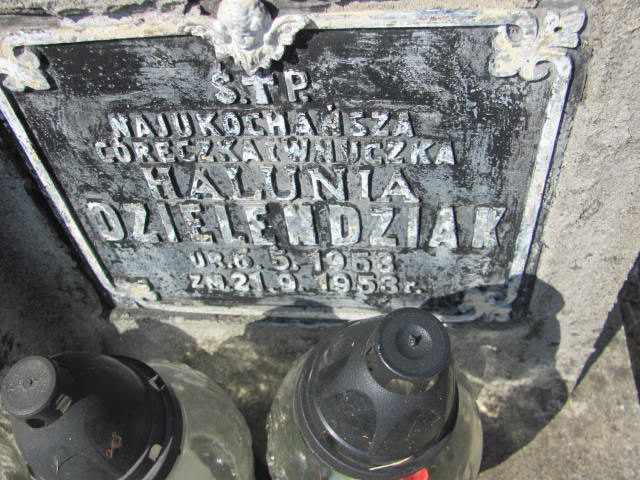 Ś.†P.
NAJUKOCHAŃSZA
CÓRECZKA I WNUCZKA
HALUNIA
DZIELENDZIAK
UR. 6. 5. 1953
ZM. 21. 9. 1953 r.